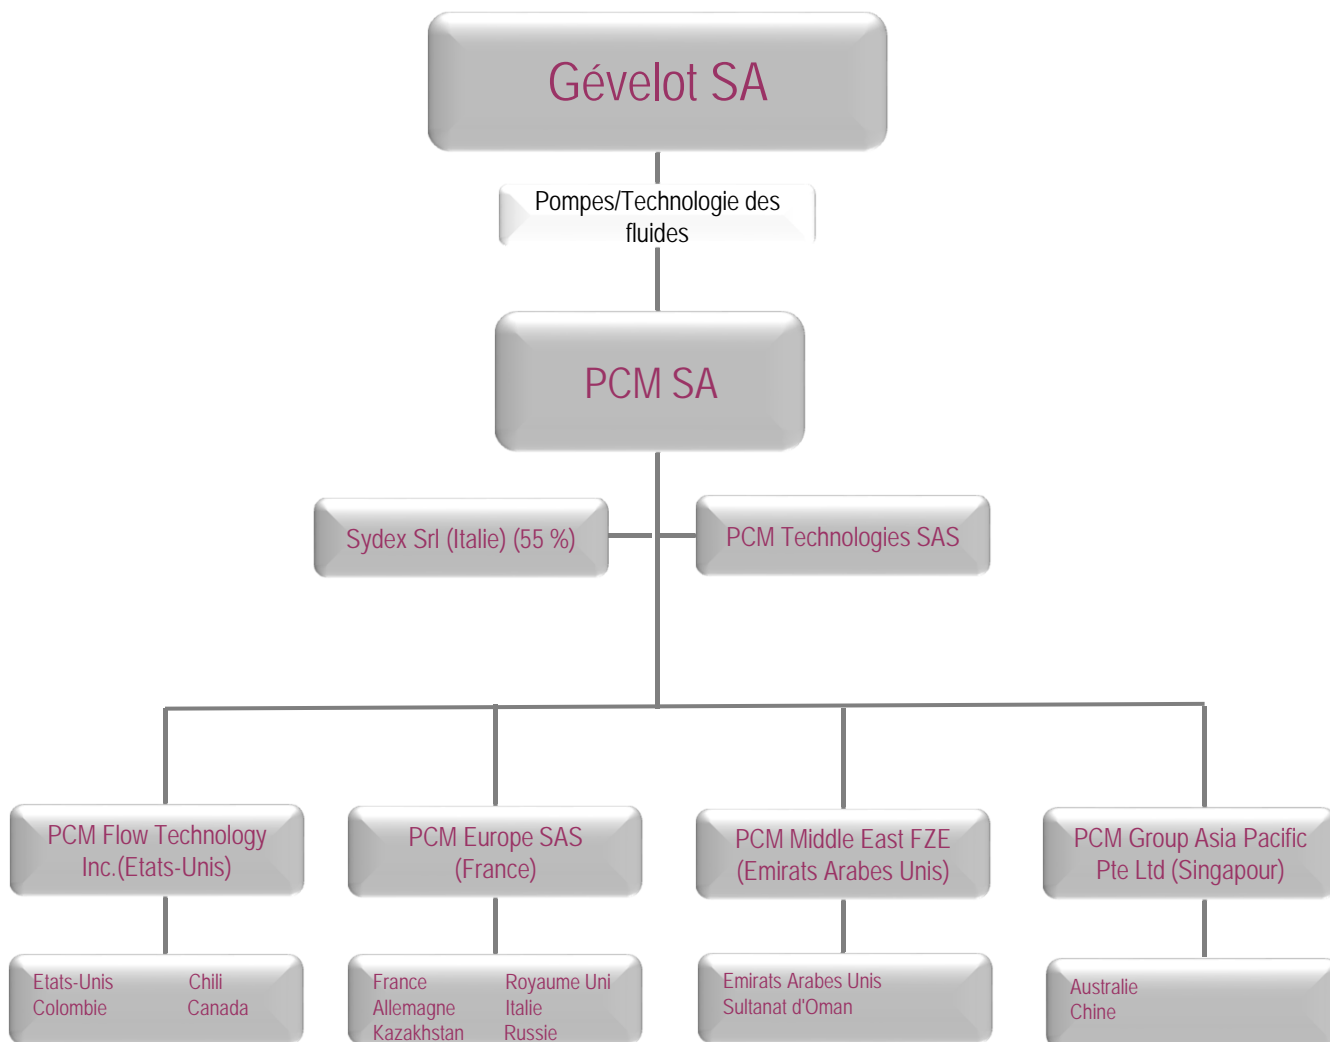 Gévelot SA
Pompes/Technologie des
fluides
PCM SA
Sydex Srl (Italie) (55 %)
PCM Technologies SAS
PCM Flow Technology
Inc.(Etats-Unis)
PCM Europe SAS
(France)
PCM Middle East FZE
(Emirats Arabes Unis)
PCM Group Asia Pacific
Pte Ltd (Singapour)
Etats-Unis Chili
Colombie Canada
France Royaume Uni
Allemagne Italie
Kazakhstan Russie
Emirats Arabes Unis
Sultanat d'Oman
Australie
Chine